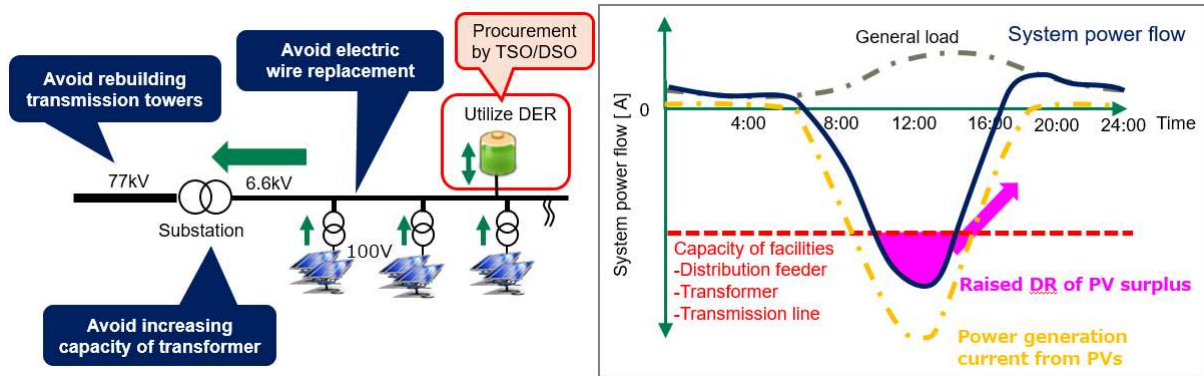 Avoid rebuilding
transmission towers
Avoid electric
wire replacement
Procurement
by TSO/DSO
Utilize DER
77kV
6.6kV
Substation
100V
Avoid increasing
capacity of transformer
General load
System power flow
System power flow [ A]
0
4:00
8:00
12:00
16:00
20:00
24:00
Time
Capacity of facilities
-Distribution feeder
-Transformer
-Transmission line
Raised DR of PV surplus
Power generation
current from PVs